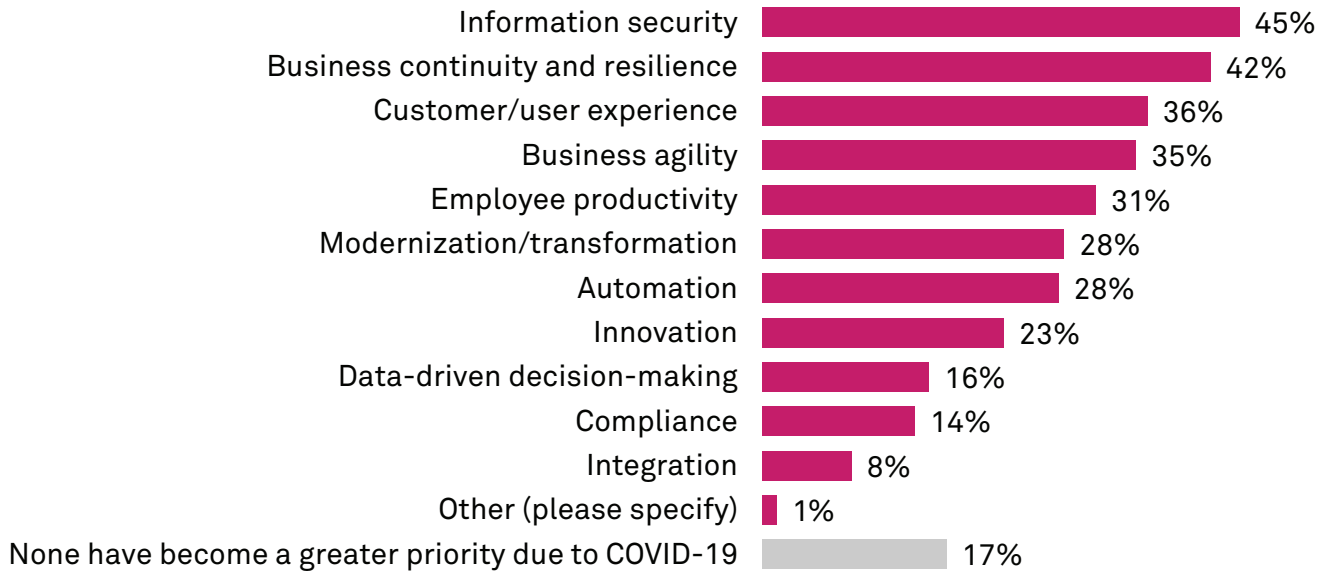 Information security 45%
Business continuity and resilience 42%
Customer/user experience 36%
Business agility 35%
Employee productivity 31%
Modernization/transformation 28%
Automation 28%
Innovation 23%
Data-driven decision-making 16%
Compliance 14%
Integration 8%
Other (please specify) 1%
None have become a greater priority due to COVID-19 17%